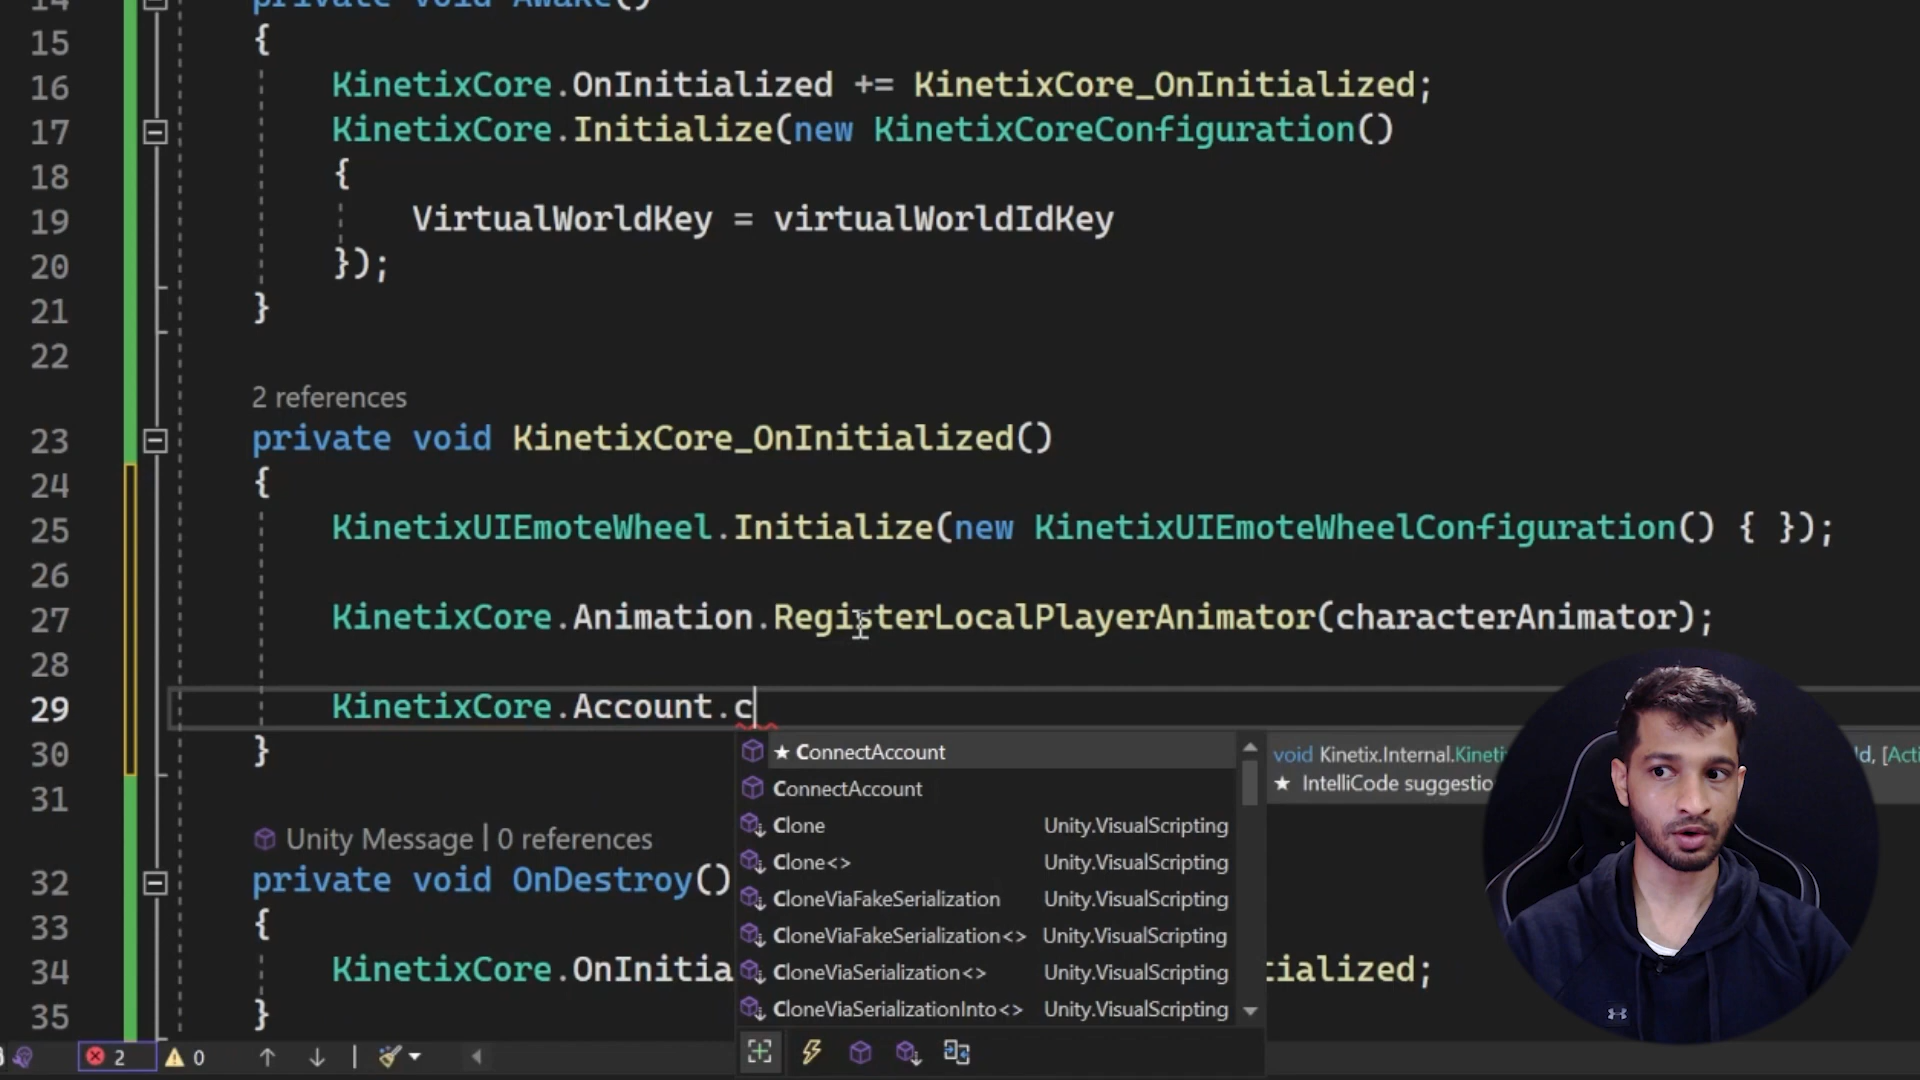 14 private void Awake()
15 {
16 KinetixCore.OnInitialized += KinetixCore_OnInitialized;
17 KinetixCore.Initialize(new KinetixCoreConfiguration()
18 {
19 VirtualWorldKey = virtualWorldIdKey
20 });
21 }
22
2 references
23 private void KinetixCore_OnInitialized()
24 {
25 KinetixUIEmoteWheel.Initialize(new KinetixUIEmoteWheelConfiguration() { });
26
27 KinetixCore.Animation.RegisterLocalPlayerAnimator(characterAnimator);
28
29 KinetixCore.Account.c
★ ConnectAccount
void Kinetix.Internal.
★ IntelliCode
ConnectAccount
Clone Unity.VisualScripting
Clone<> Unity.VisualScripting
CloneViaFakeSerialization Unity.VisualScripting
CloneViaFakeSerialization<> Unity.VisualScripting
CloneViaSerialization<> Unity.VisualScripting
CloneViaSerializationInto<> Unity.VisualScripting
30 }
31
Unity Message | 0 references
32 private void OnDestroy()
33 {
34 KinetixCore.OnInitia tialized;
35 }
2 0